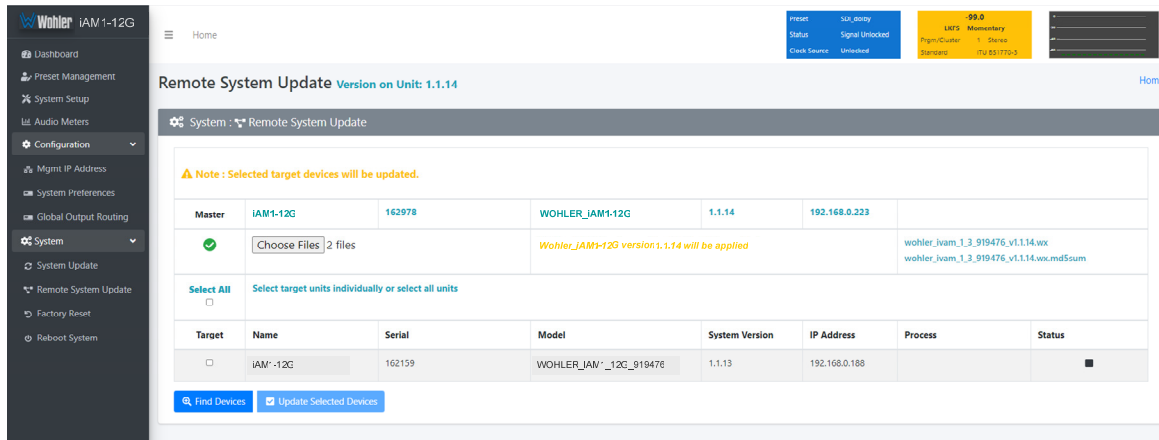 Wohler iAM1-12G
Dashboard
Preset Management
System Setup
Audio Meters
Configuration
Mgmt IP Address
System Preferences
Global Output Routing
System
System Update
Remote System Update
Factory Reset
Reboot System
Home
Preset SDI_dolby
Status Signal Unlocked
Clock Source Unlocked
-99.0
LKFS Momentary
Prgm/Cluster 1 Stereo
Standard ITU BS1770-3
Remote System Update Version on Unit: 1.1.14
Hom
System : Remote System Update
Note : Selected target devices will be updated.
Master iAM1-12G 162978 WOHLER_iAM1-12G 1.1.14 192.168.0.223
Choose Files 2 files Wohler_iAM1-12G version 1.1.14 will be applied wohler_ivam_1_3_919476_v1.1.14.wx
wohler_ivam_1_3_919476_v1.1.14.wx.md5sum
Select All Select target units individually or select all units
Target Name Serial Model System Version IP Address Process Status
iAM1-12G 162159 WOHLER_IAM1_12G_919476 1.1.13 192.168.0.188
Find Devices Update Selected Devices